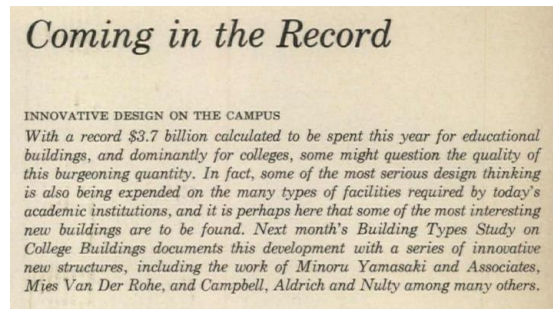 Coming in the Record
INNOVATIVE DESIGN ON THE CAMPUS
With a record $3.7 billion calculated to be spent this year for educational
buildings, and dominantly for colleges, some might question the quality of
this burgeoning quantity. In fact, some of the most serious design thinking
is also being expended on the many types of facilities required by today's
academic institutions, and it is perhaps here that some of the most interesting
new buildings are to be found. Next month's Building Types Study on
College Buildings documents this development with a series of innovative
new structures, including the work of Minoru Yamasaki and Associates,
Mies Van Der Rohe, and Campbell, Aldrich and Nulty among many others.